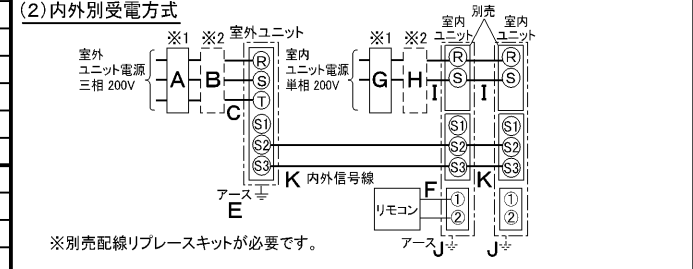 (2)内外別受電方式
別売
※1 ※2 室外ユニット
※1 ※2 室内ユニット 室内ユニット
室外
ユニット電源
三相 200V
A B
R
S
T
C
S1
S2
S3
室内
ユニット電源
単相 200V
G H
R
S
I
R
S
I
S1
S2
S3
S1
S2
S3
K 内外信号線
K
アース
E
リモコン
F
①
②
①
②
アース J
J
※別売配線リプレースキットが必要です。